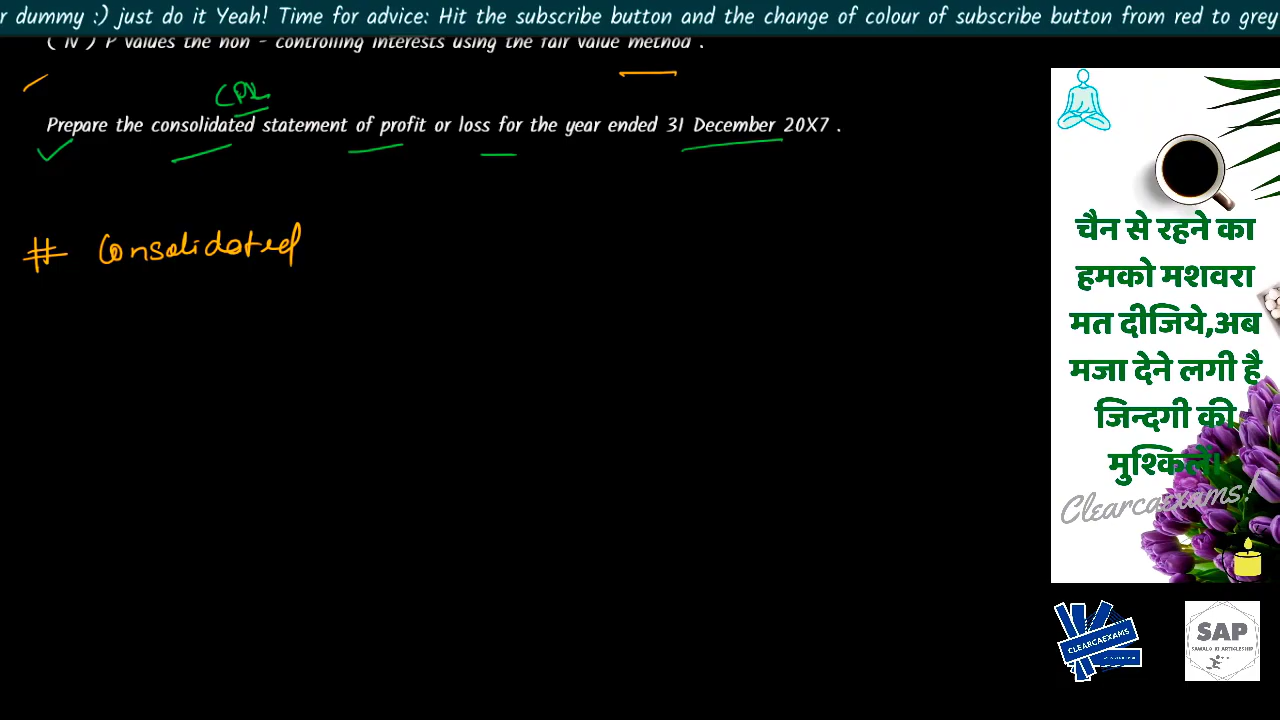 r dummy :) just do it Yeah! Time for advice: Hit the subscribe button and the change of colour of subscribe button from red to grey
( iv ) P values the non - controlling interests using the fair value method .
CPL
Prepare the consolidated statement of profit or loss for the year ended 31 December 20X7 .
# Consolidated
चैन से रहने का
हमको मशवरा
मत दीजिये,अब
मजा देने लगी है
जिन्दगी की
मुश्किलें।
Clearcaexams!
CLEARCAEXAMS
SAP
SAMALO KI ARTICLESHIP